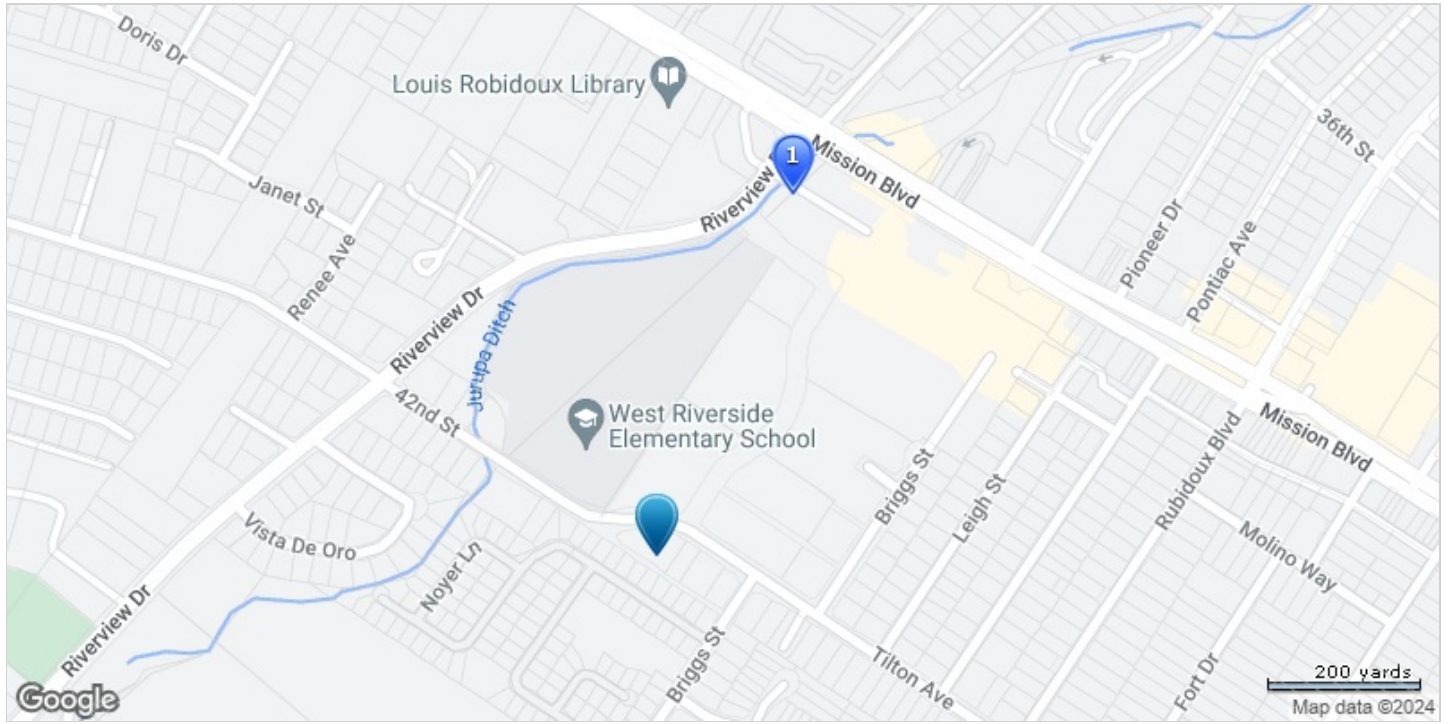 Doris Dr
Louis Robidoux Library
36th St
1
Mission Blvd
Janet St
Riverview
Pioneer Dr
Pontiac Ave
Renee Ave
Riverview Dr
Jurupa Ditch
42nd St
West Riverside
Elementary School
Mission Blvd
Briggs St
Leigh St
Rubidoux Blvd
Vista De Oro
Noyer Ln
Molino Way
Riverview Dr
Briggs St
Tilton Ave
Fort Dr
200 yards
Google
Map data ©2024